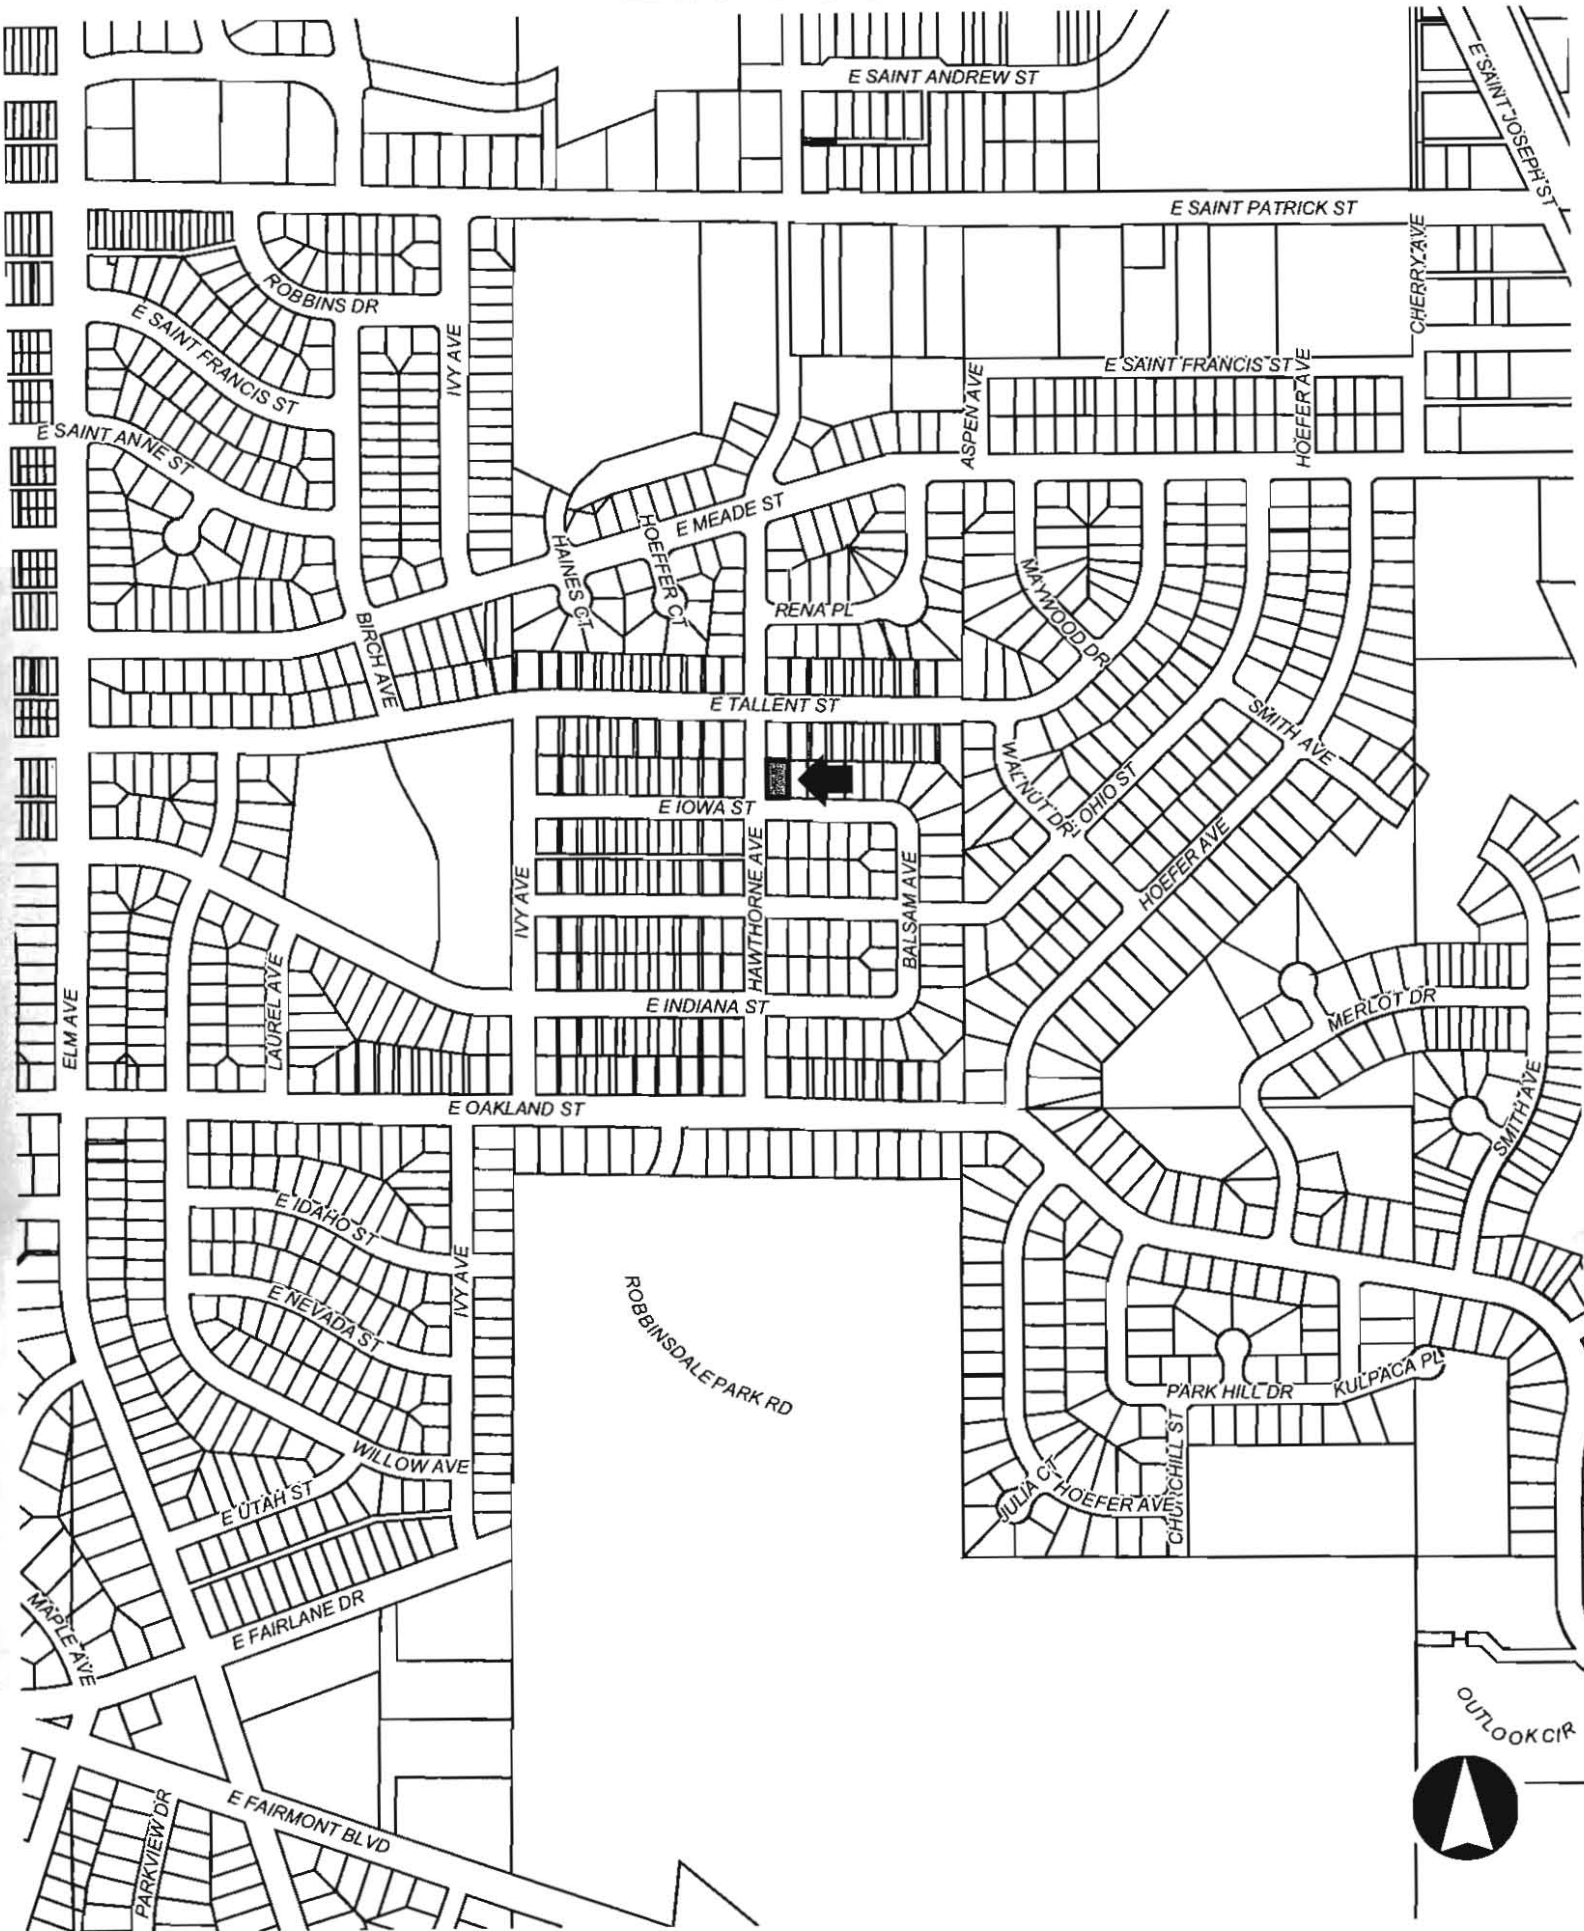 E SAINT ANDREW ST
E SAINT JOSEPH ST
E SAINT PATRICK ST
CHERRY AVE
ROBBINS DR
E SAINT FRANCIS ST
IVY AVE
E SAINT FRANCIS ST
HOEFER AVE
ASPEN AVE
E SAINT ANNE ST
E MEADE ST
HAINES CT
HOEFFER CT
RENA PL
MAYWOOD DR
BIRCH AVE
E TALLENT ST
SMITH AVE
WALNUT DR
OHIO ST
E IOWA ST
HOEFER AVE
IVY AVE
HAWTHORNE AVE
BALSAM AVE
LAUREL AVE
ELM AVE
E INDIANA ST
MERLOT DR
SMITH AVE
E OAKLAND ST
E IDAHO ST
IVY AVE
E NEVADA ST
ROBBINSDALE PARK RD
PARK HILL DR
KULPACA PL
WILLOW AVE
E UTAH ST
JULIA CT
HOEFER AVE
CHURCHILL ST
MAPLE AVE
E FAIRLANE DR
OUTLOOK CIR
E FAIRMONT BLVD
PARKVIEW DR